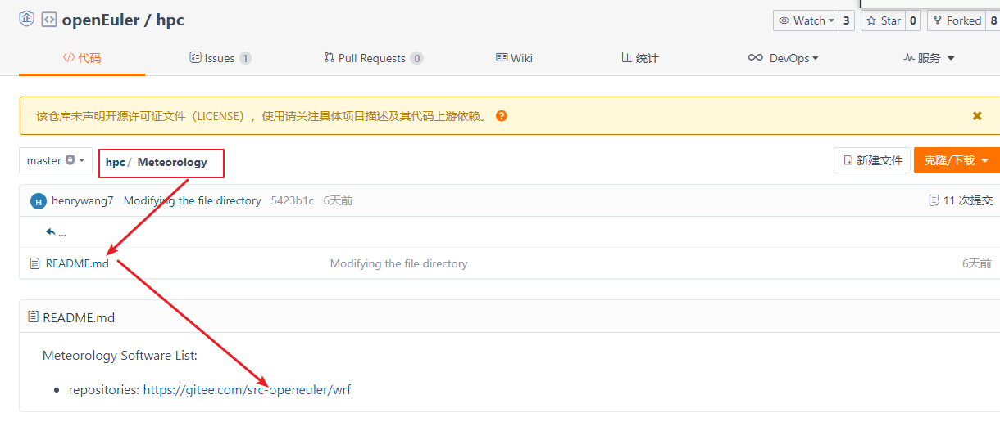 企 openEuler / hpc Watch 3 Star 0 Forked 8
代码 Issues 1 Pull Requests 0 Wiki 统计 DevOps 服务
该仓库未声明开源许可证文件（LICENSE），使用请关注具体项目描述及其代码上游依赖。 ?
master hpc / Meteorology 新建文件 克隆/下载
H henrywang7 Modifying the file directory 5423b1c 6天前 11 次提交
...
README.md Modifying the file directory 6天前
README.md
Meteorology Software List:
• repositories: https://gitee.com/src-openeuler/wrf